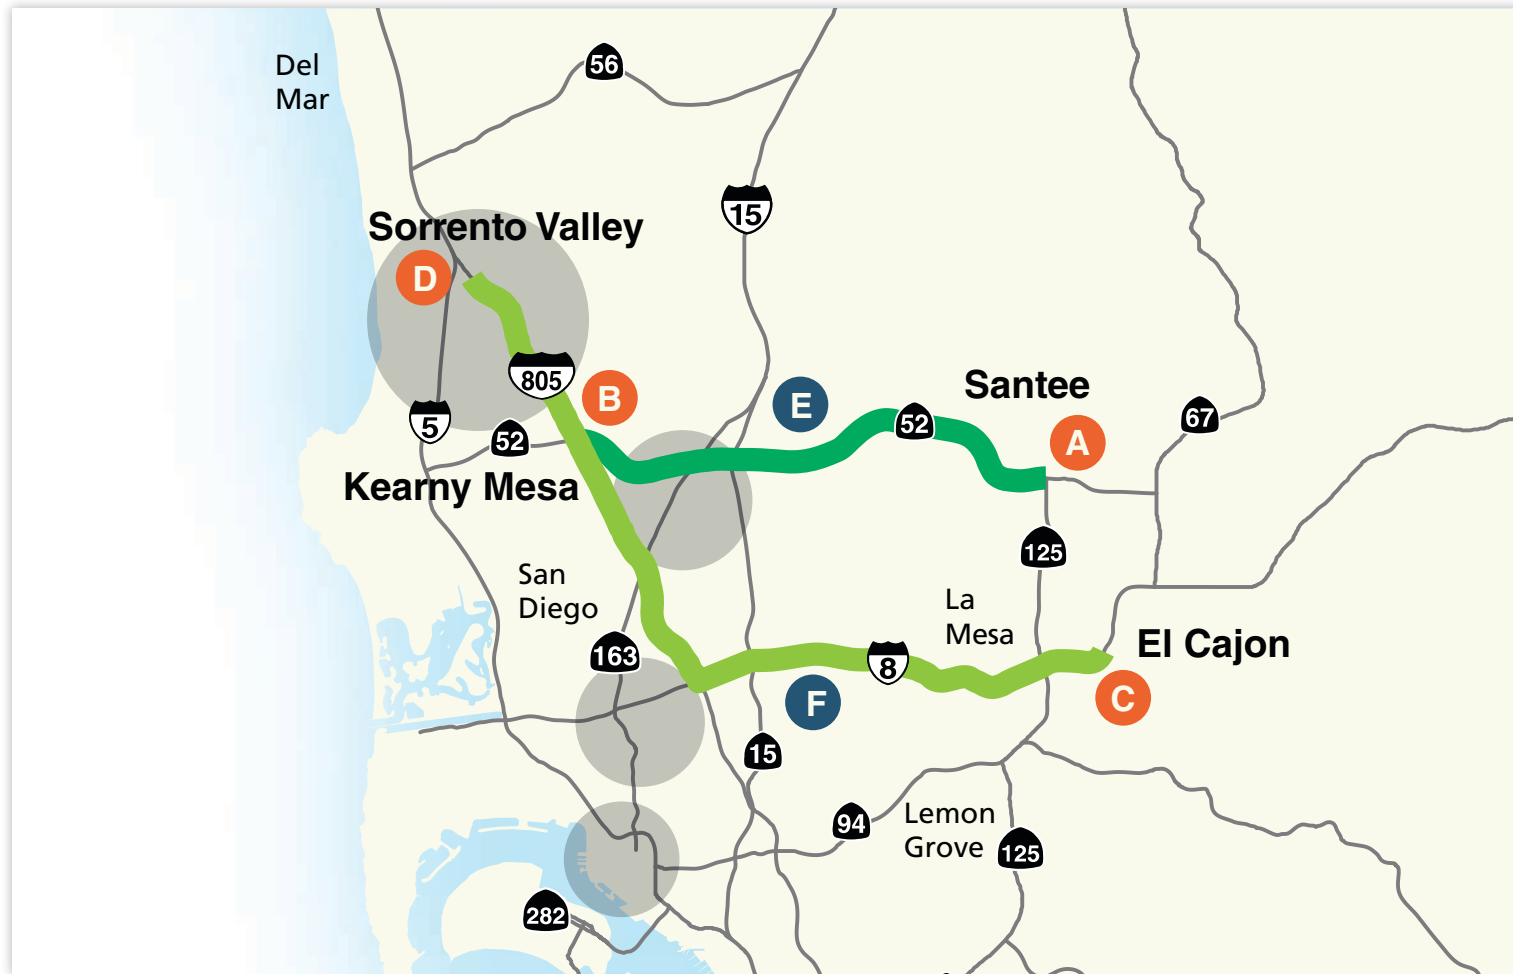 Del
Mar
56
15
Sorrento Valley
D
805
B
E
Santee
52
A
67
5
52
Kearny Mesa
125
San
Diego
La
Mesa
163
El Cajon
8
F
C
15
94
Lemon
Grove
125
282